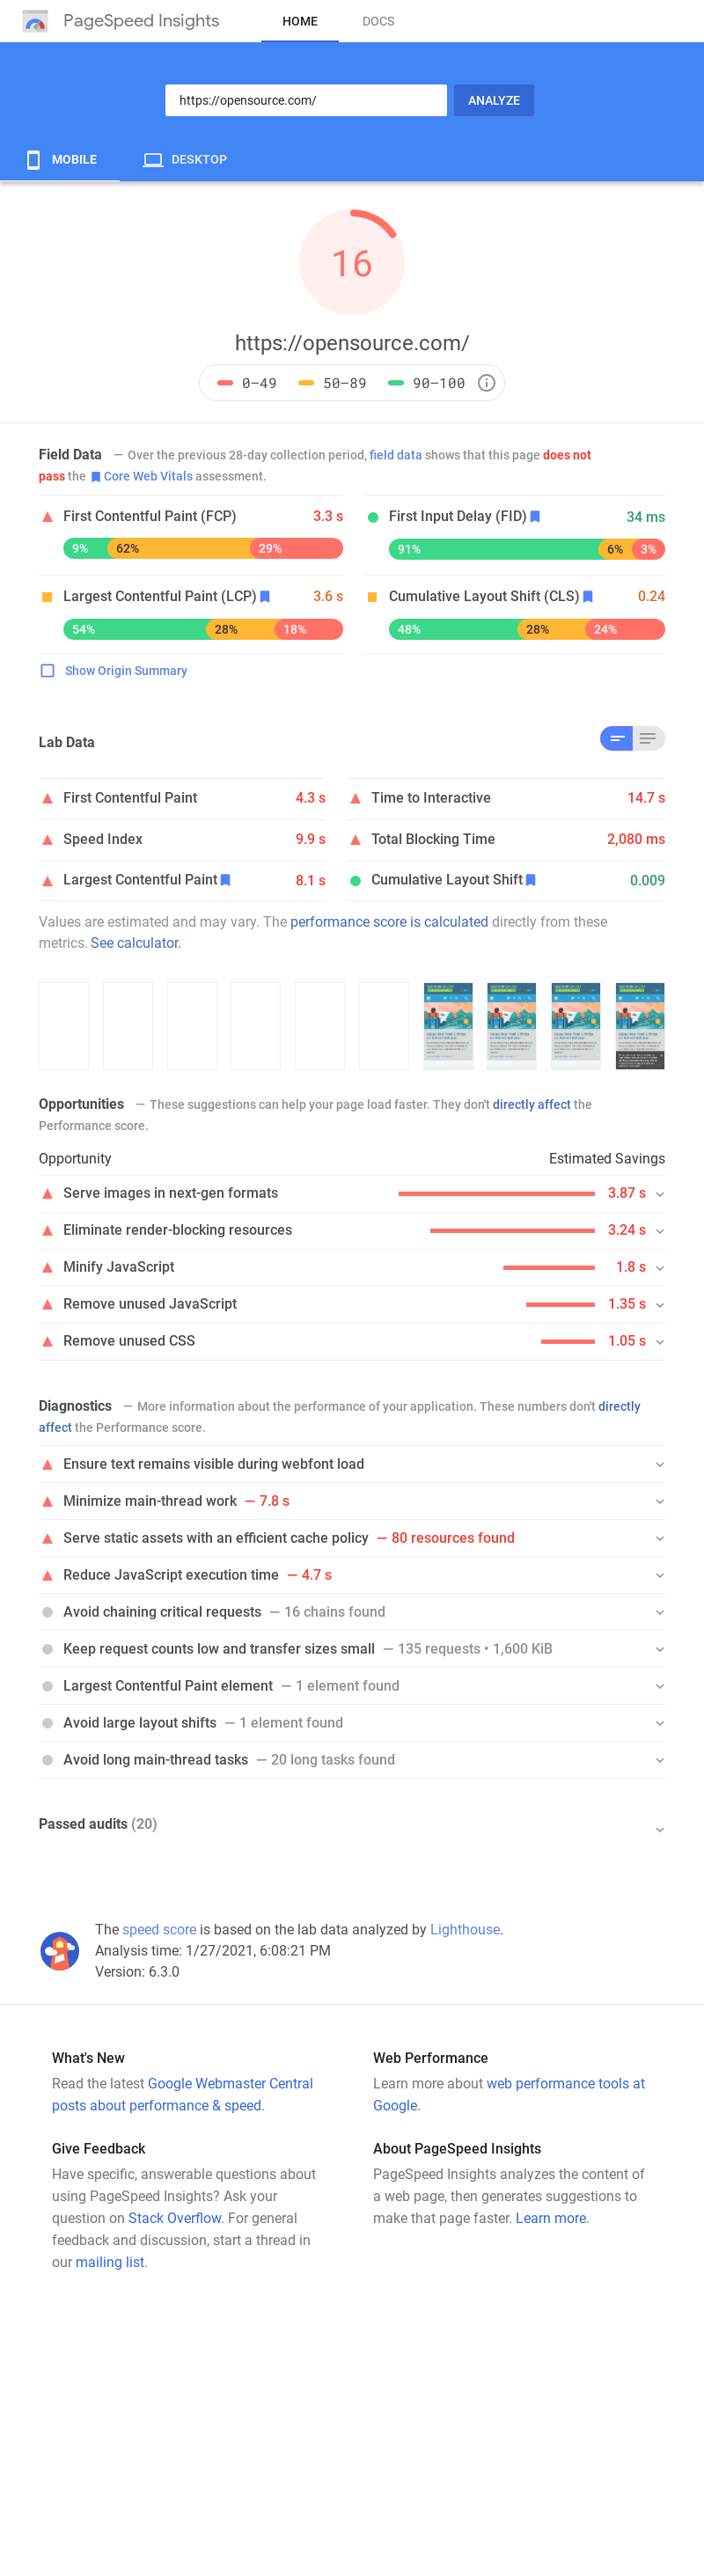 PageSpeed Insights HOME DOCS
https://opensource.com/ ANALYZE
MOBILE DESKTOP
16
https://opensource.com/
0–49 50–89 90–100
Field Data — Over the previous 28-day collection period, field data shows that this page does not
pass the Core Web Vitals assessment.
First Contentful Paint (FCP) 3.3 s
9% 62% 29%
First Input Delay (FID) 34 ms
91% 6% 3%
Largest Contentful Paint (LCP) 3.6 s
54% 28% 18%
Cumulative Layout Shift (CLS) 0.24
48% 28% 24%
Show Origin Summary
Lab Data
First Contentful Paint 4.3 s
Time to Interactive 14.7 s
Speed Index 9.9 s
Total Blocking Time 2,080 ms
Largest Contentful Paint 8.1 s
Cumulative Layout Shift 0.009
Values are estimated and may vary. The performance score is calculated directly from these
metrics. See calculator.
Opportunities — These suggestions can help your page load faster. They don't directly affect the
Performance score.
Opportunity Estimated Savings
Serve images in next-gen formats 3.87 s
Eliminate render-blocking resources 3.24 s
Minify JavaScript 1.8 s
Remove unused JavaScript 1.35 s
Remove unused CSS 1.05 s
Diagnostics — More information about the performance of your application. These numbers don't directly
affect the Performance score.
Ensure text remains visible during webfont load
Minimize main-thread work — 7.8 s
Serve static assets with an efficient cache policy — 80 resources found
Reduce JavaScript execution time — 4.7 s
Avoid chaining critical requests — 16 chains found
Keep request counts low and transfer sizes small — 135 requests • 1,600 KiB
Largest Contentful Paint element — 1 element found
Avoid large layout shifts — 1 element found
Avoid long main-thread tasks — 20 long tasks found
Passed audits (20)
The speed score is based on the lab data analyzed by Lighthouse.
Analysis time: 1/27/2021, 6:08:21 PM
Version: 6.3.0
What's New
Read the latest Google Webmaster Central
posts about performance & speed.
Web Performance
Learn more about web performance tools at
Google.
Give Feedback
Have specific, answerable questions about
using PageSpeed Insights? Ask your
question on Stack Overflow. For general
feedback and discussion, start a thread in
our mailing list.
About PageSpeed Insights
PageSpeed Insights analyzes the content of
a web page, then generates suggestions to
make that page faster. Learn more.